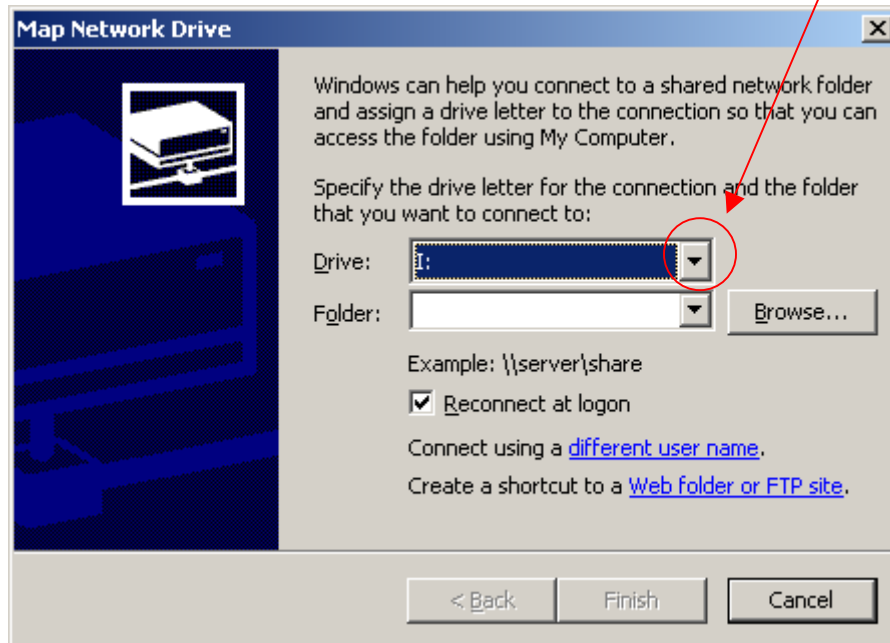 Map Network Drive
Windows can help you connect to a shared network folder
and assign a drive letter to the connection so that you can
access the folder using My Computer.
Specify the drive letter for the connection and the folder
that you want to connect to:
Drive: I:
Folder: Browse...
Example: \\server\share
Reconnect at logon
Connect using a different user name.
Create a shortcut to a Web folder or FTP site.
< Back Finish Cancel